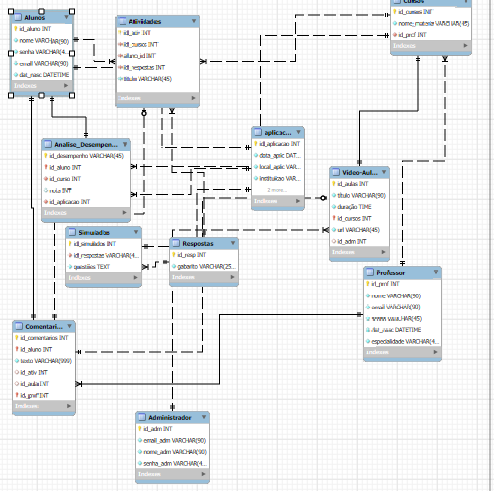 Alunos
id_aluno INT
nome VARCHAR(90)
senha VARCHAR(4...
email VARCHAR(90)
dat_nasc DATETIME
Indexes
Atividades
id_ativ INT
id_cursos INT
aluno_id INT
id_respostas INT
titulo VARCHAR(45)
Indexes
Cursos
id_cursos INT
nome_materia VARCHAR(45)
id_prof INT
Indexes
Analise_Desempen...
id_desempenho VARCHAR(45)
id_aluno INT
id_curso INT
nota INT
id_aplicacao INT
Indexes
aplicac...
id_aplicacao INT
data_aplic DAT...
local_aplic VAR...
instituicao VAR...
2 more...
Indexes
Video-Aul...
id_aulas INT
titulo VARCHAR(90)
duração TIME
id_cursos INT
url VARCHAR(45)
id_adm INT
Indexes
Simulados
id_simulados INT
id_respostas VARCHAR(4...
questões TEXT
Indexes
Respostas
id_resp INT
gabarito VARCHAR(25...
Indexes
Professor
id_prof INT
nome VARCHAR(90)
email VARCHAR(90)
senha VARCHAR(45)
dat_nasc DATETIME
especialidade VARCHAR(4...
Indexes
Comentari...
id_comentarios INT
id_aluno INT
texto VARCHAR(999)
id_ativ INT
id_aula INT
id_prof INT
Indexes
Administrador
id_adm INT
email_adm VARCHAR(90)
nome_adm VARCHAR(90)
senha_adm VARCHAR(4...
Indexes